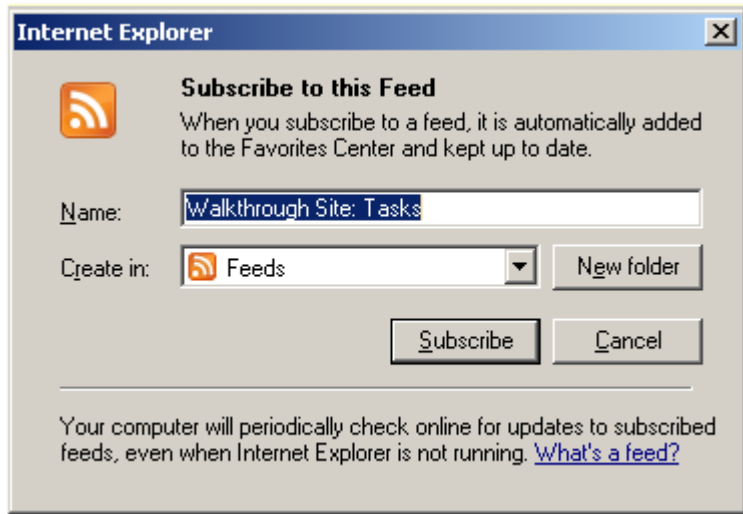 Internet Explorer
Subscribe to this Feed
When you subscribe to a feed, it is automatically added
to the Favorites Center and kept up to date.
Name: Walkthrough Site: Tasks
Create in: Feeds New folder
Subscribe Cancel
Your computer will periodically check online for updates to subscribed
feeds, even when Internet Explorer is not running. What's a feed?